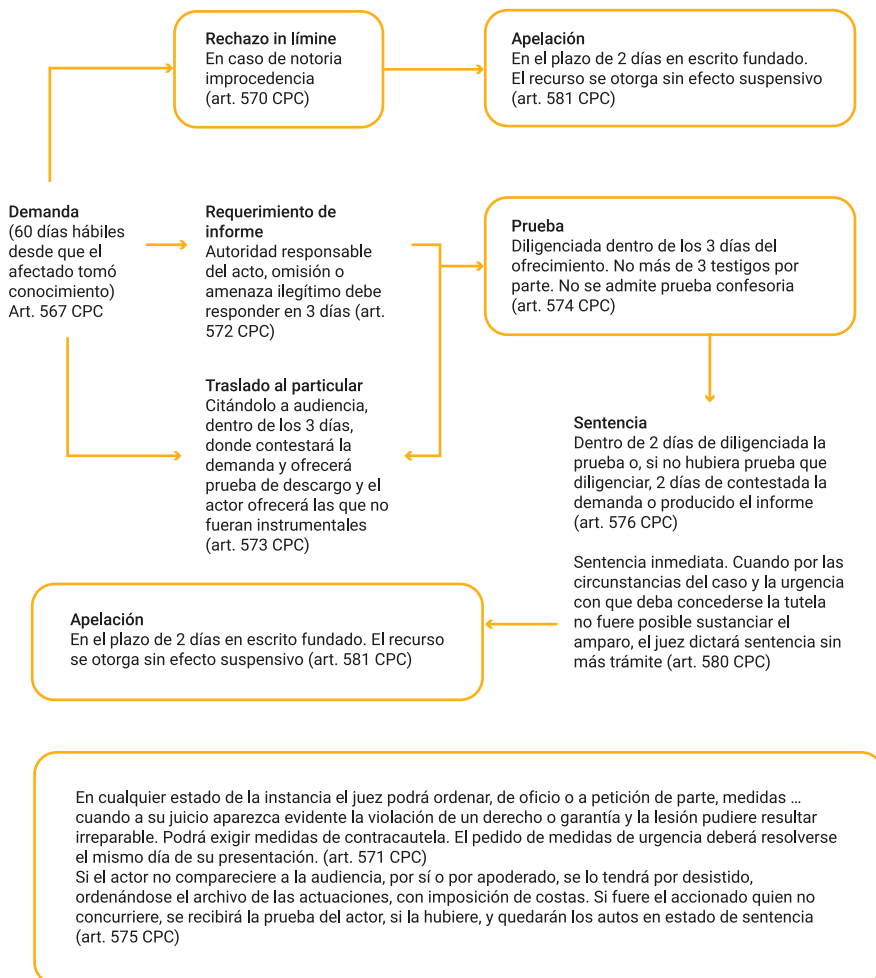 Rechazo in límine
En caso de notoria
improcedencia
(art. 570 CPC)
Apelación
En el plazo de 2 días en escrito fundado.
El recurso se otorga sin efecto suspensivo
(art. 581 CPC)
Demanda
(60 días hábiles
desde que el
afectado tomó
conocimiento)
Art. 567 CPC
Requerimiento de
informe
Autoridad responsable
del acto, omisión o
amenaza ilegítimo debe
responder en 3 días (art.
572 CPC)
Prueba
Diligenciada dentro de los 3 días del
ofrecimiento. No más de 3 testigos por
parte. No se admite prueba confesoria
(art. 574 CPC)
Traslado al particular
Citándolo a audiencia,
dentro de los 3 días,
donde contestará la
demanda y ofrecerá
prueba de descargo y el
actor ofrecerá las que no
fueran instrumentales
(art. 573 CPC)
Sentencia
Dentro de 2 días de diligenciada la
prueba o, si no hubiera prueba que
diligenciar, 2 días de contestada la
demanda o producido el informe
(art. 576 CPC)
Sentencia inmediata. Cuando por las
circunstancias del caso y la urgencia
con que deba concederse la tutela
no fuere posible sustanciar el
amparo, el juez dictará sentencia sin
más trámite (art. 580 CPC)
Apelación
En el plazo de 2 días en escrito fundado. El recurso
se otorga sin efecto suspensivo (art. 581 CPC)
En cualquier estado de la instancia el juez podrá ordenar, de oficio o a petición de parte, medidas ...
cuando a su juicio aparezca evidente la violación de un derecho o garantía y la lesión pudiere resultar
irreparable. Podrá exigir medidas de contracautela. El pedido de medidas de urgencia deberá resolverse
el mismo día de su presentación. (art. 571 CPC)
Si el actor no compareciere a la audiencia, por sí o por apoderado, se lo tendrá por desistido,
ordenándose el archivo de las actuaciones, con imposición de costas. Si fuere el accionado quien no
concurriere, se recibirá la prueba del actor, si la hubiere, y quedarán los autos en estado de sentencia
(art. 575 CPC)